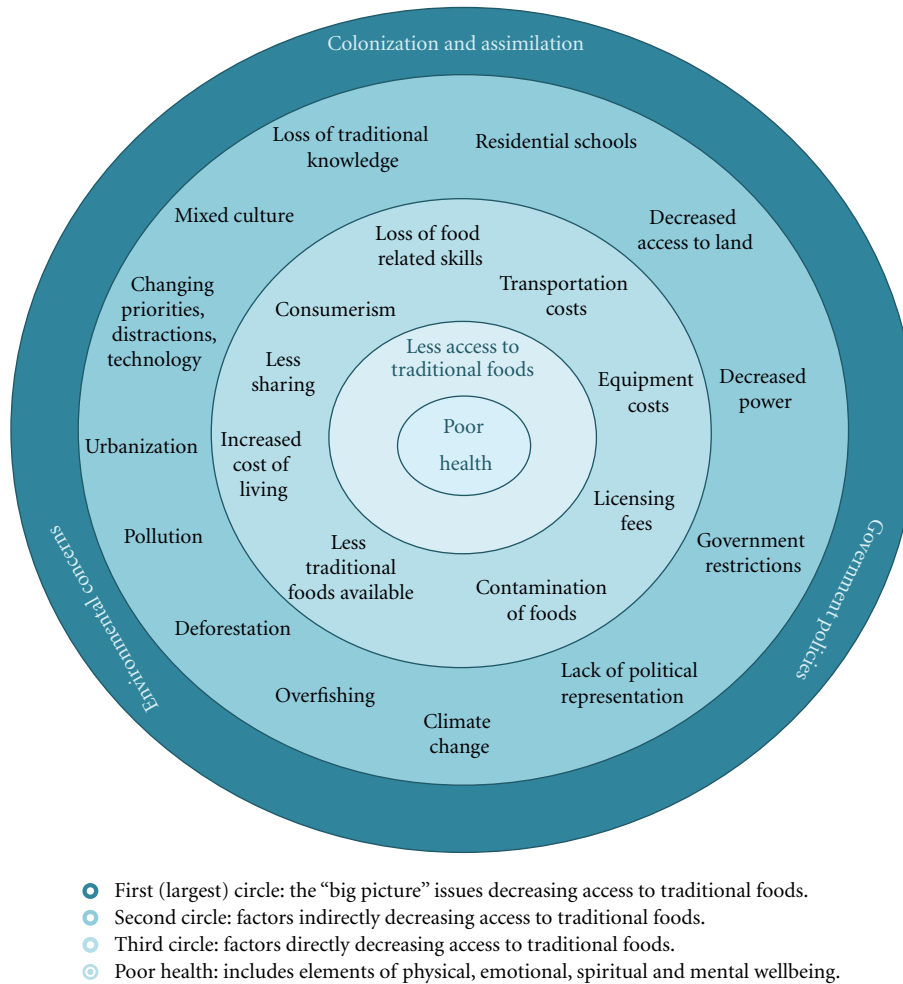 Colonization and assimilation
Loss of traditional
knowledge
Residential schools
Mixed culture
Decreased
access to land
Loss of food
related skills
Transportation
costs
Changing
priorities,
distractions,
technology
Consumerism
Less access to
traditional foods
Less
sharing
Equipment
costs
Decreased
power
Poor
health
Urbanization
Increased
cost of
living
Licensing
fees
Pollution
Government
restrictions
Less
traditional
foods available
Contamination
of foods
Environmental concerns
Government policies
Deforestation
Lack of political
representation
Overfishing
Climate
change
First (largest) circle: the “big picture” issues decreasing access to traditional foods.
Second circle: factors indirectly decreasing access to traditional foods.
Third circle: factors directly decreasing access to traditional foods.
Poor health: includes elements of physical, emotional, spiritual and mental wellbeing.